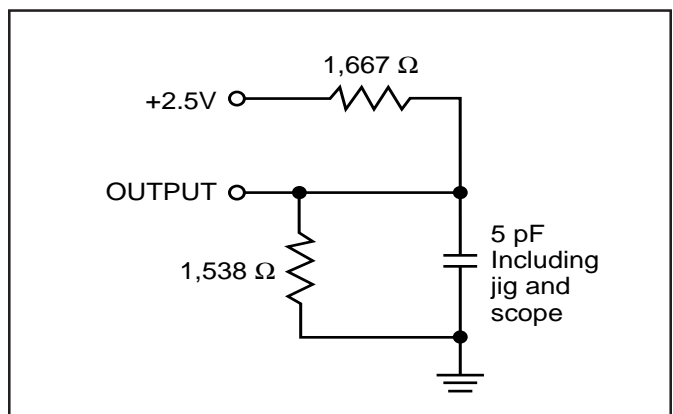 1,667 Ω
+2.5V
OUTPUT
1,538 Ω
5 pF
Including
jig and
scope